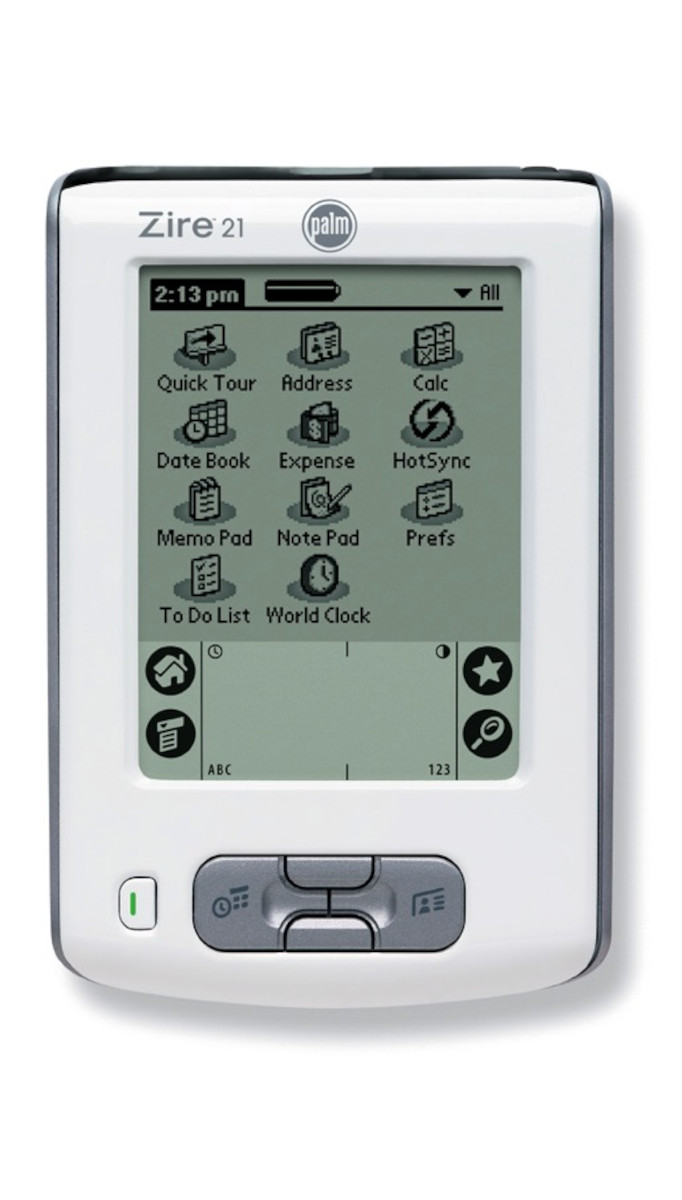 Zire™ 21 palm
2:13 pm All
Quick Tour Address Calc
Date Book Expense HotSync
Memo Pad Note Pad Prefs
To Do List World Clock
ABC 123